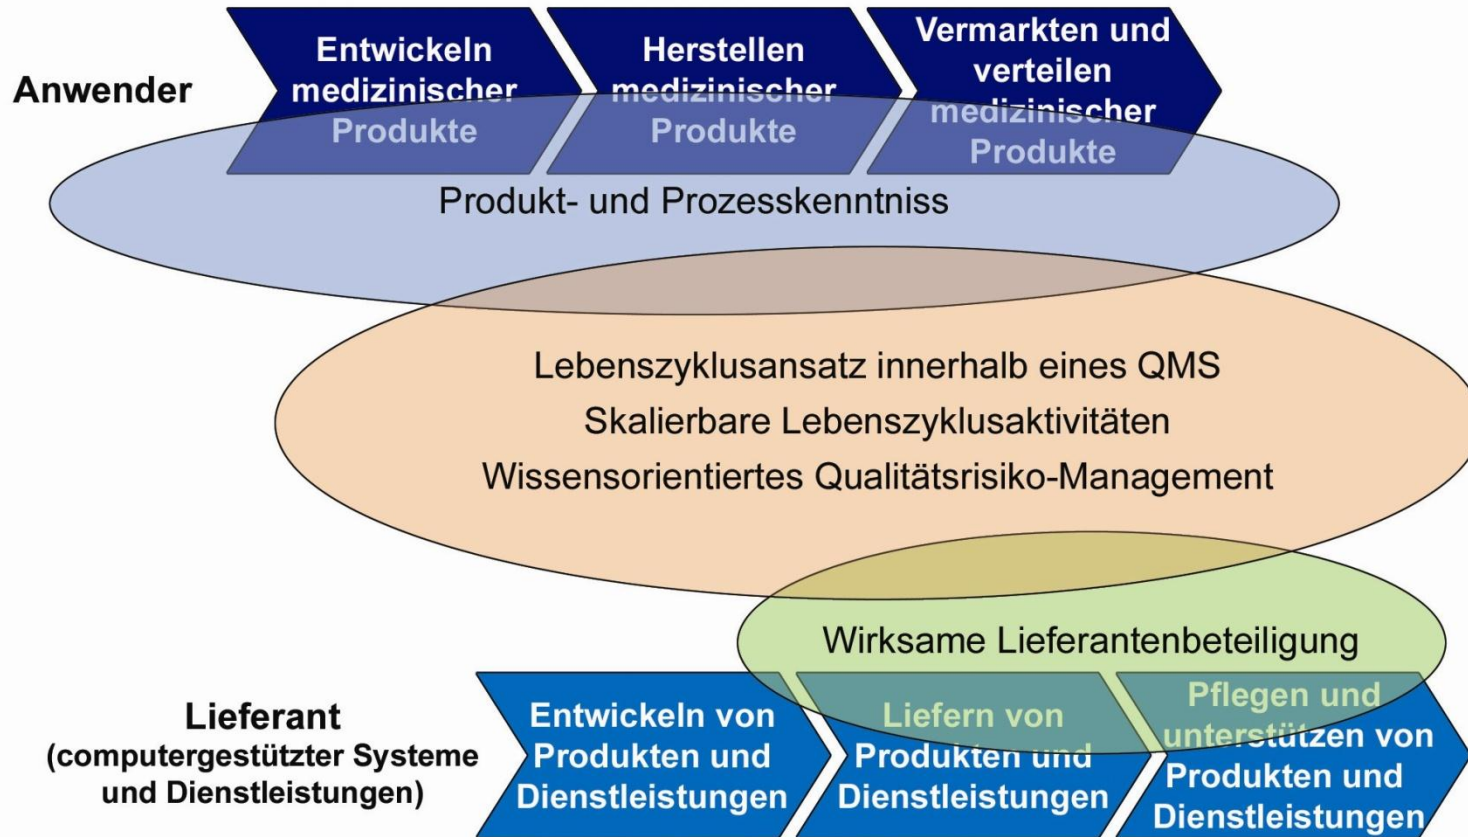 Anwender
Entwickeln
medizinischer
Produkte
Herstellen
medizinischer
Produkte
Vermarkten und
verteilen
medizinischer
Produkte
Produkt- und Prozesskenntniss
Lebenszyklusansatz innerhalb eines QMS
Skalierbare Lebenszyklusaktivitäten
Wissensorientiertes Qualitätsrisiko-Management
Wirksame Lieferantenbeteiligung
Lieferant
(computergestützter Systeme
und Dienstleistungen)
Entwickeln von
Produkten und
Dienstleistungen
Liefern von
Produkten und
Dienstleistungen
Pflegen und
unterstützen von
Produkten und
Dienstleistungen